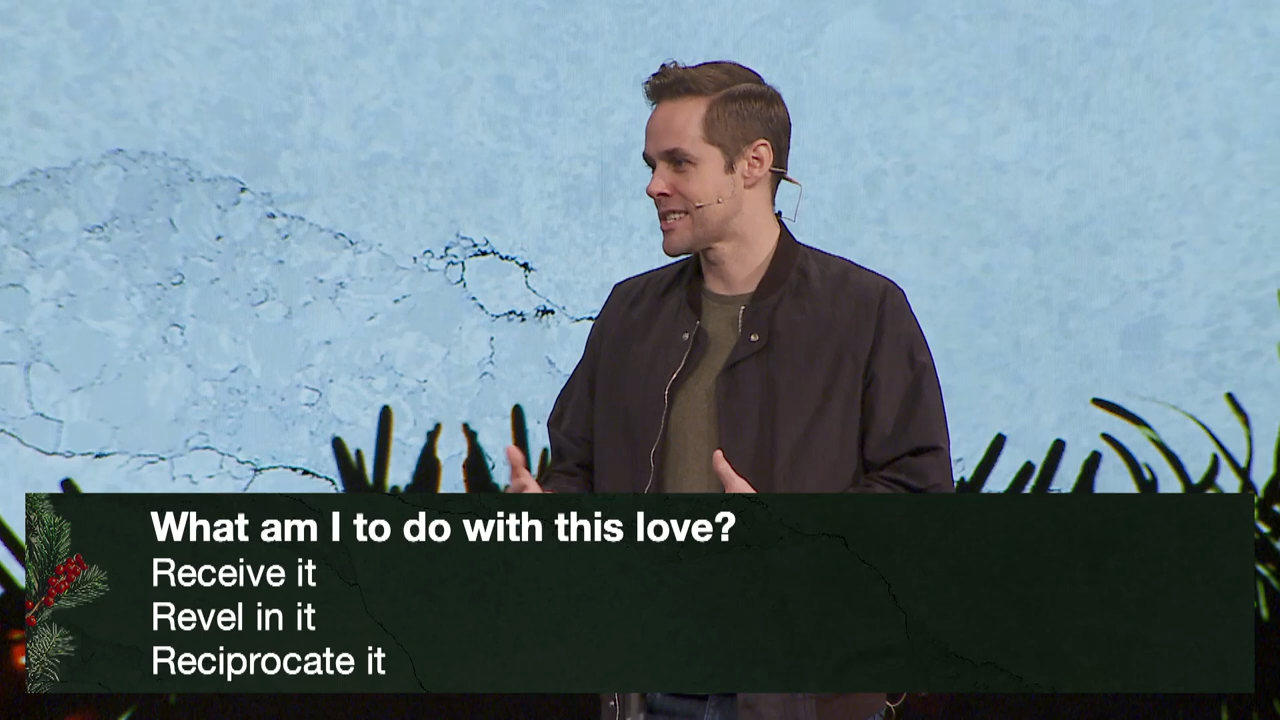 What am I to do with this love?
Receive it
Revel in it
Reciprocate it